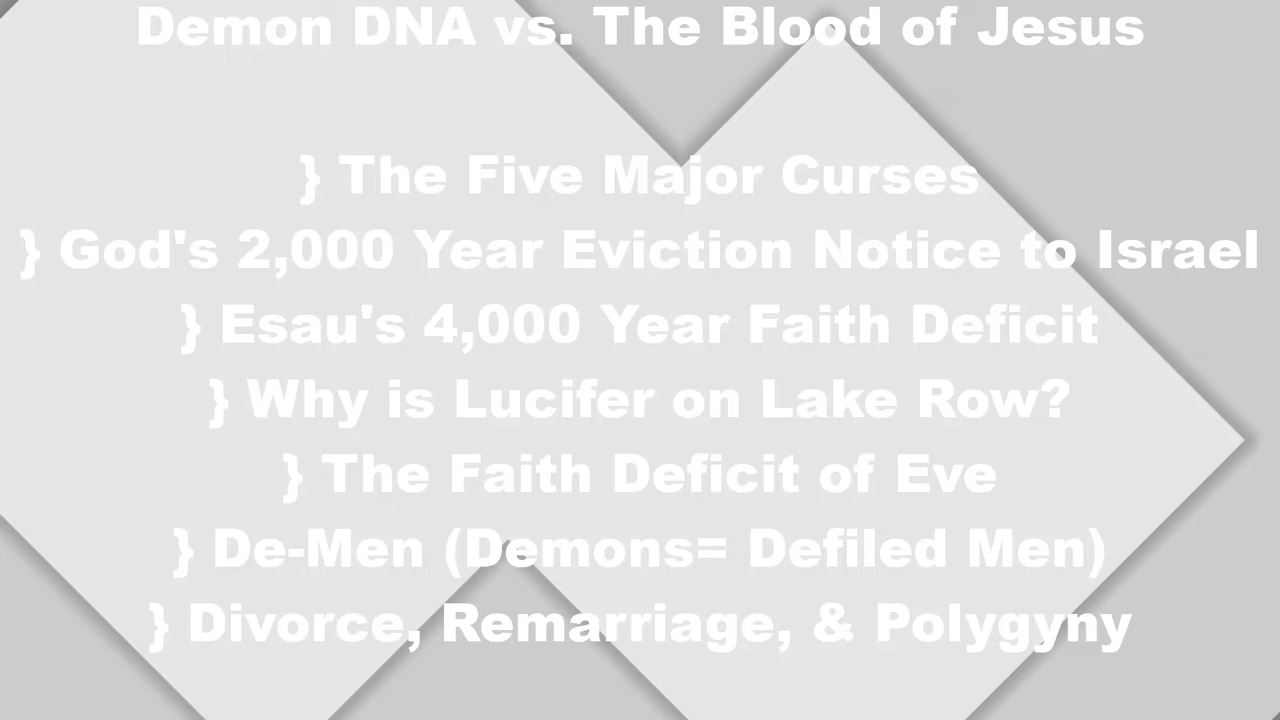 Demon DNA vs. The Blood of Jesus
} The Five Major Curses
} God's 2,000 Year Eviction Notice to Israel
} Esau's 4,000 Year Faith Deficit
} Why is Lucifer on Lake Row?
} The Faith Deficit of Eve
} De-Men (Demons= Defiled Men)
} Divorce, Remarriage, & Polygyny